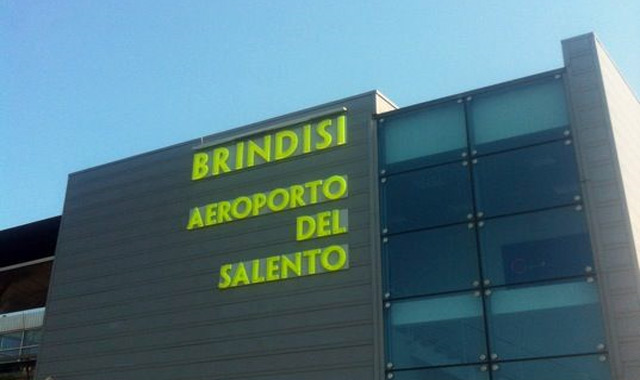 BRINDISI
AEROPORTO
DEL
SALENTO